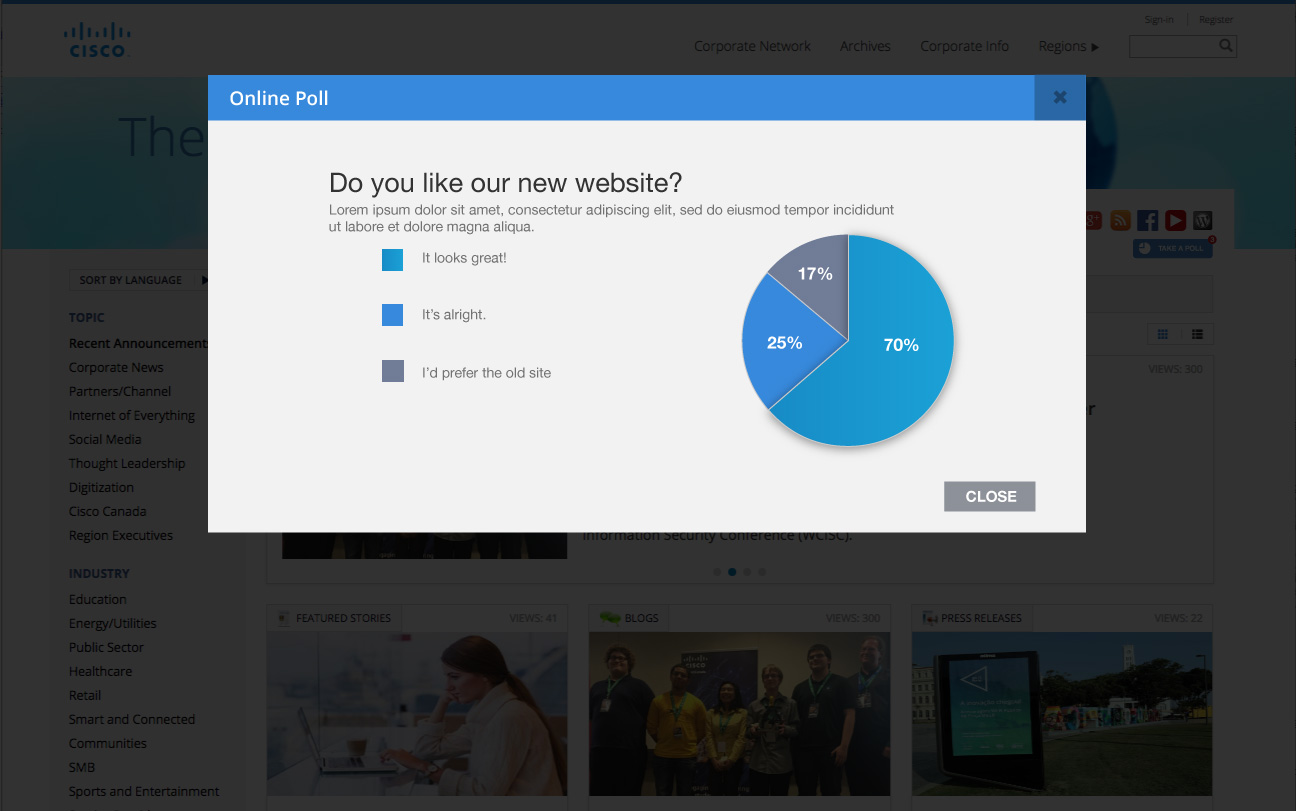 CISCO
Sign-in
Register
Corporate Network
Archives
Corporate Info
Regions
The
Online Poll
Do you like our new website?
Lorem ipsum dolor sit amet, consectetur adipiscing elit, sed do eiusmod tempor incididunt
ut labore et dolore magna aliqua.
It looks great!
It's alright.
I'd prefer the old site
17%
25%
70%
CLOSE
TAKE A POLL
SORT BY LANGUAGE
TOPIC
Recent Announcements
Corporate News
Partners/Channel
Internet of Everything
Social Media
Thought Leadership
Digitization
Cisco Canada
Region Executives
INDUSTRY
Education
Energy/Utilities
Public Sector
Healthcare
Retail
Smart and Connected
Communities
SMB
Sports and Entertainment
VIEWS: 300
Information Security Conference (WCISC).
FEATURED STORIES
VIEWS: 41
BLOGS
VIEWS: 300
CISCO
PRESS RELEASES
VIEWS: 22